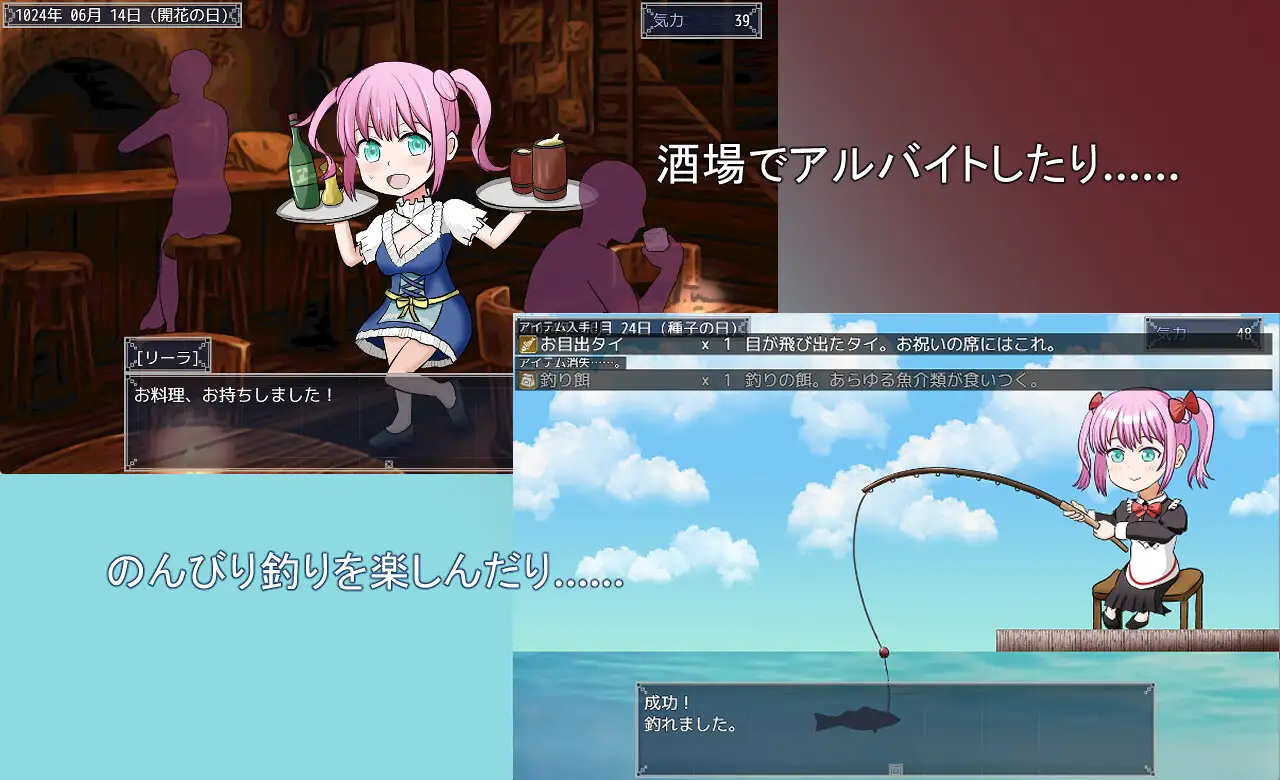 1024年 06月 14日 (開花の日)
気力 39
酒場でアルバイトしたり……
[リーラ]
お料理、お持ちしました！
アイテム入手！月 24日 (種子の日)
気力 48
お目出タイ x 1 目が飛び出たタイ。お祝いの席にはこれ。
アイテム消失……。
釣り餌 x 1 釣りの餌。あらゆる魚介類が食いつく。
のんびり釣りを楽しんだり……
成功！
釣れました。